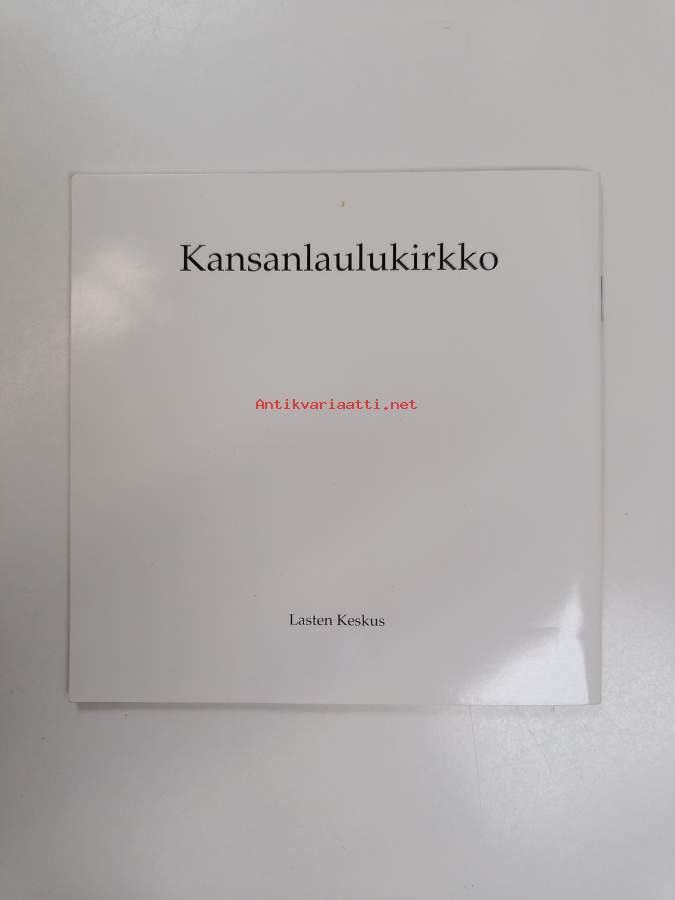 Kansanlaulukirkko
Antikvariaatti.net
Lasten Keskus